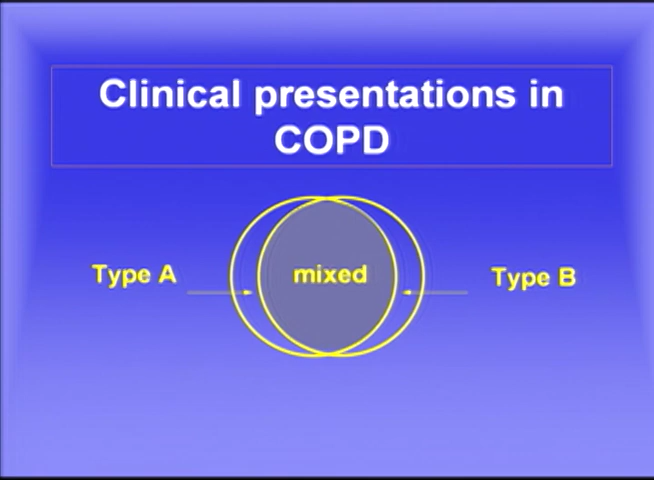 Clinical presentations in
COPD
Type A
mixed
Type B